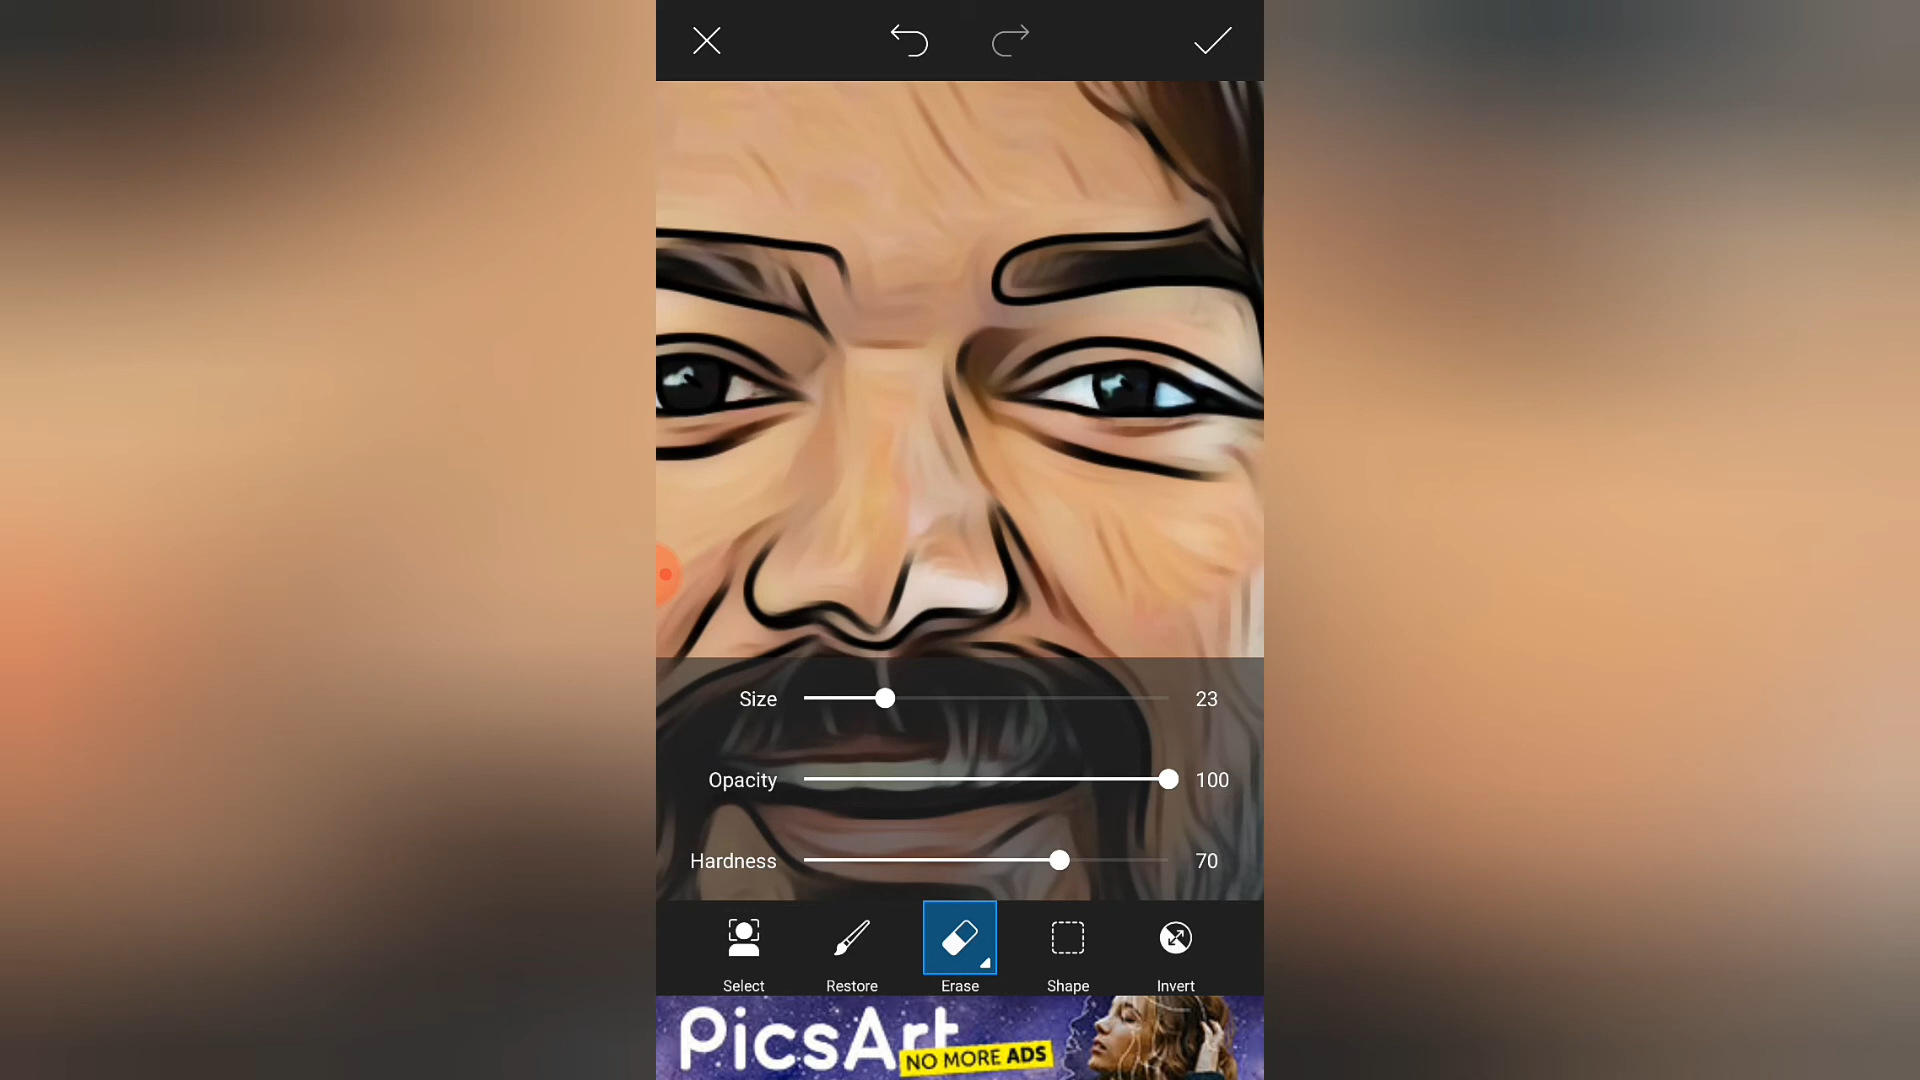 Size 23
Opacity 100
Hardness 70
Select Restore Erase Shape Invert
PicsArt
NO MORE ADS